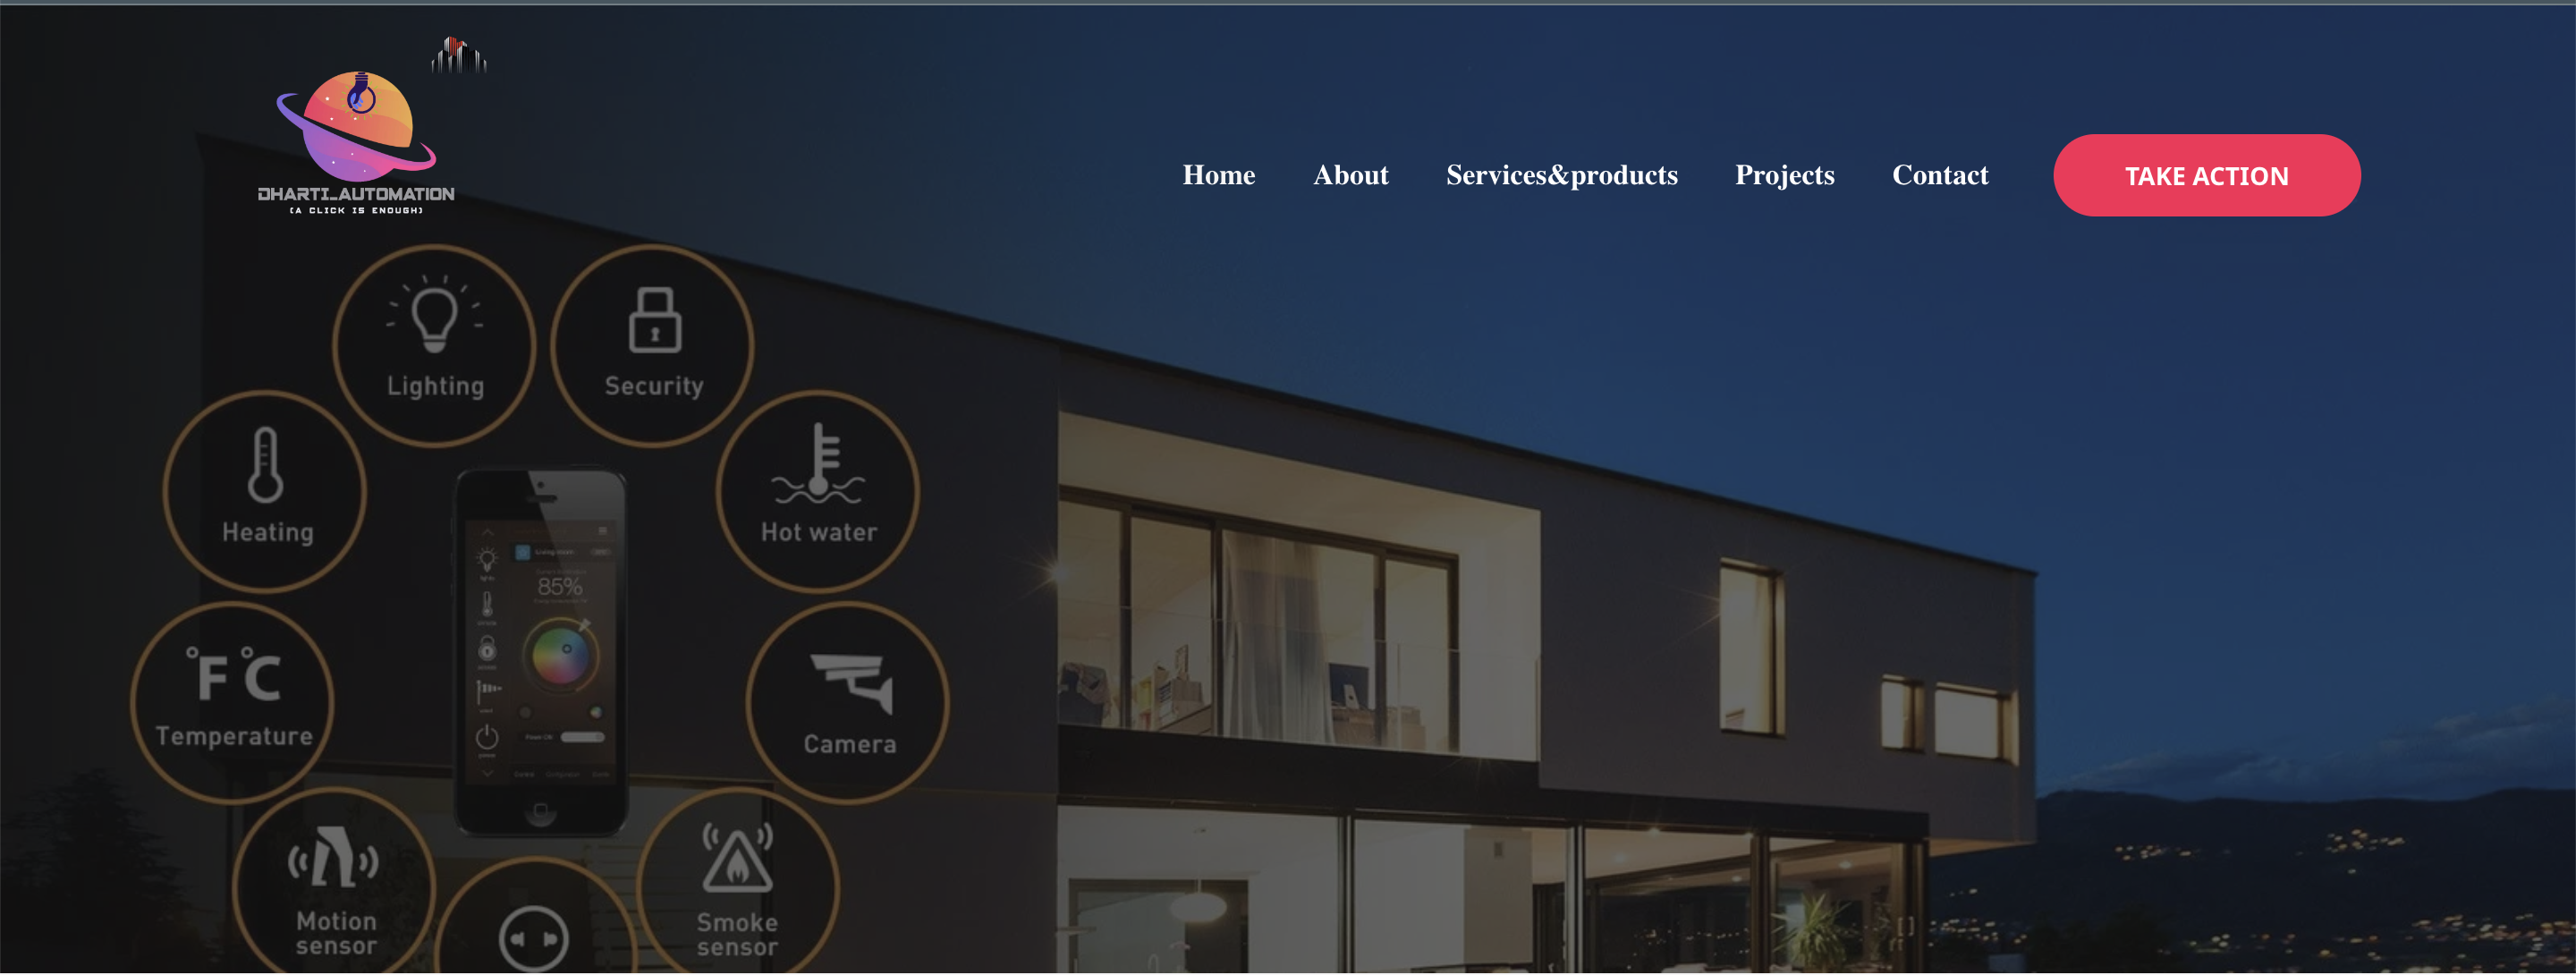 DHARTI_AUTOMATION
(A CLICK IS ENOUGH)
Home About Services&products Projects Contact TAKE ACTION
Lighting
Security
Heating
Hot water
85%
°F °C
Temperature
Camera
Motion
sensor
Smoke
sensor